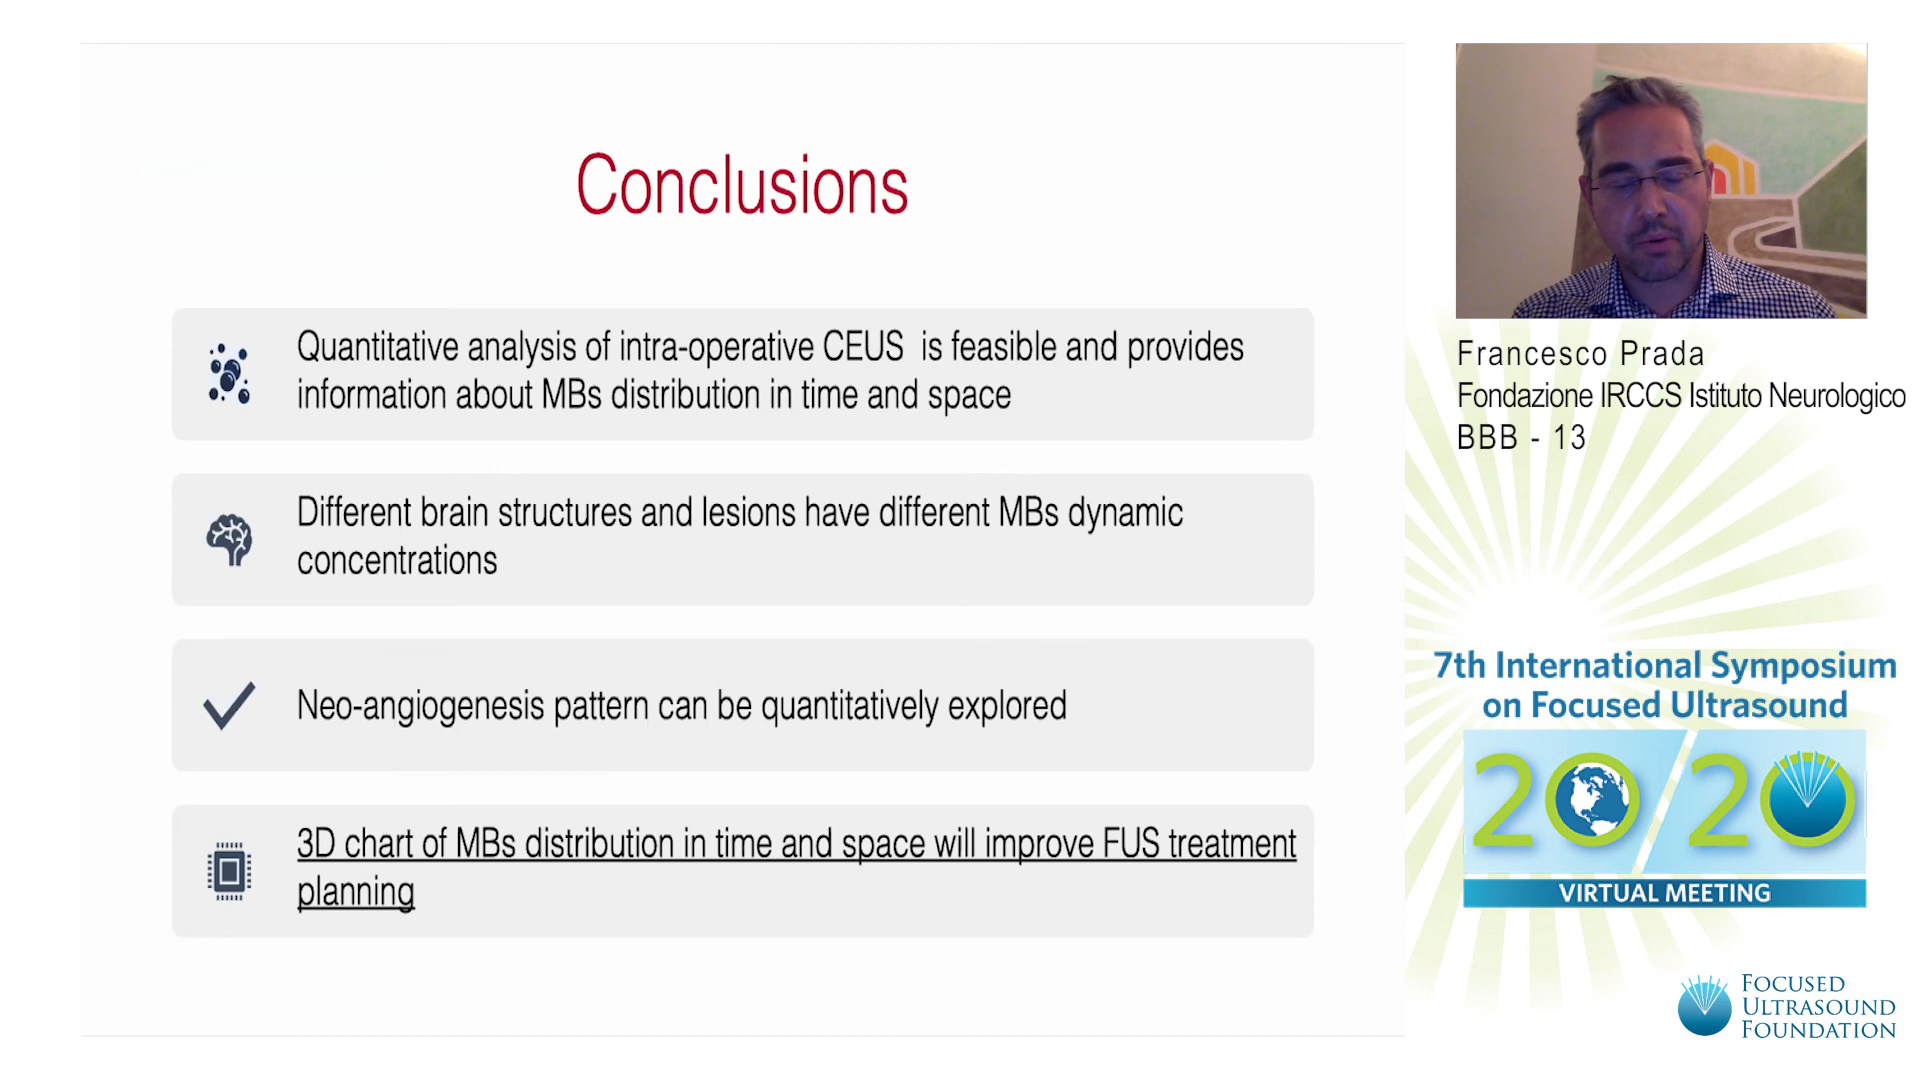 Conclusions
Quantitative analysis of intra-operative CEUS is feasible and provides
information about MBs distribution in time and space
Different brain structures and lesions have different MBs dynamic
concentrations
Neo-angiogenesis pattern can be quantitatively explored
3D chart of MBs distribution in time and space will improve FUS treatment
planning
Francesco Prada
Fondazione IRCCS Istituto Neurologico
BBB - 13
7th International Symposium
on Focused Ultrasound
20/20
VIRTUAL MEETING
FOCUSED
ULTRASOUND
FOUNDATION